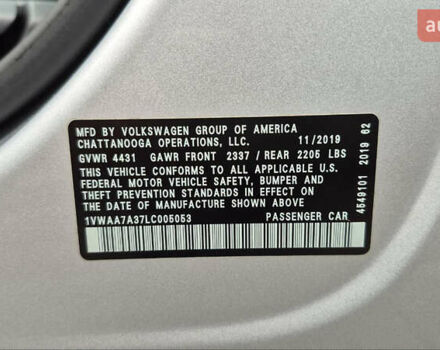 MFD BY VOLKSWAGEN GROUP OF AMERICA
CHATTANOOGA OPERATIONS, LLC. 11/2019
GVWR 4431 GAWR FRONT 2337 / REAR 2205 LBS
THIS VEHICLE CONFORMS TO ALL APPLICABLE U.S.
FEDERAL MOTOR VEHICLE SAFETY, BUMPER AND
THEFT PREVENTION STANDARDS IN EFFECT ON THE
DATE OF MANUFACTURE SHOWN ABOVE
1VWAA7A37LC005053 PASSENGER CAR
4549101 2019 62